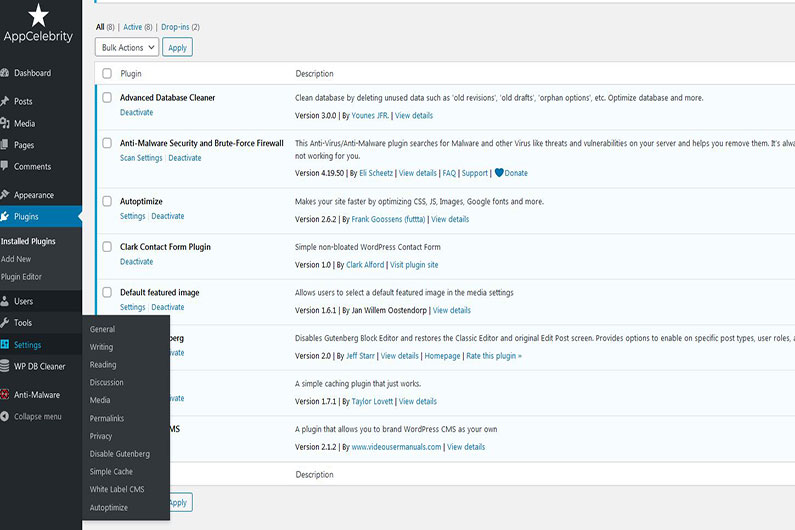 AppCelebrity
Dashboard
Posts
Media
Pages
Comments
Appearance
Plugins
Installed Plugins
Add New
Plugin Editor
Users
Tools
Settings
WP DB Cleaner
Anti-Malware
Collapse menu
General
Writing
Reading
Discussion
Media
Permalinks
Privacy
Disable Gutenberg
Simple Cache
White Label CMS
Autoptimize
All (8) | Active (8) | Drop-ins (2)
Bulk Actions Apply
Plugin Description
Advanced Database Cleaner
Deactivate
Clean database by deleting unused data such as 'old revisions', 'old drafts', 'orphan options', etc. Optimize database and more.
Version 3.0.0 | By Younes JFR. | View details
Anti-Malware Security and Brute-Force Firewall
Scan Settings | Deactivate
This Anti-Virus/Anti-Malware plugin searches for Malware and other Virus like threats and vulnerabilities on your server and helps you remove them. It's alwa
not working for you.
Version 4.19.50 | By Eli Scheetz | View details | FAQ | Support | Donate
Autoptimize
Settings | Deactivate
Makes your site faster by optimizing CSS, JS, Images, Google fonts and more.
Version 2.6.2 | By Frank Goossens (futtta) | View details
Clark Contact Form Plugin
Deactivate
Simple non-bloated WordPress Contact Form
Version 1.0 | By Clark Alford | Visit plugin site
Default featured image
Settings | Deactivate
Allows users to select a default featured image in the media settings
Version 1.6.1 | By Jan Willem Oostendorp | View details
berg
vate
Disables Gutenberg Block Editor and restores the Classic Editor and original Edit Post screen. Provides options to enable on specific post types, user roles, a
Version 2.0 | By Jeff Starr | View details | Homepage | Rate this plugin »
vate
A simple caching plugin that just works.
Version 1.7.1 | By Taylor Lovett | View details
MS
A plugin that allows you to brand WordPress CMS as your own
Version 2.1.2 | By www.videousermanuals.com | View details
Description
Apply